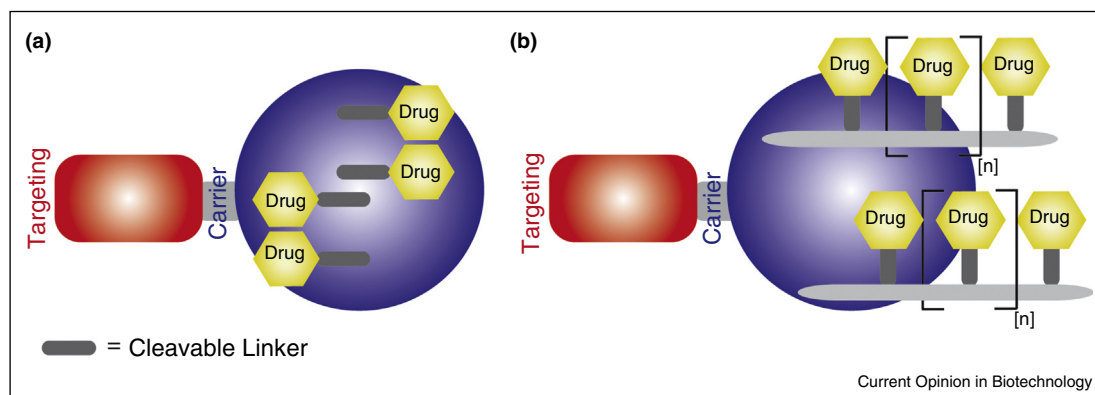 (a)
Targeting
Carrier
Drug
Drug
Drug
Drug
= Cleavable Linker
(b)
Targeting
Carrier
Drug
Drug
Drug
[n]
Drug
Drug
Drug
[n]
Current Opinion in Biotechnology